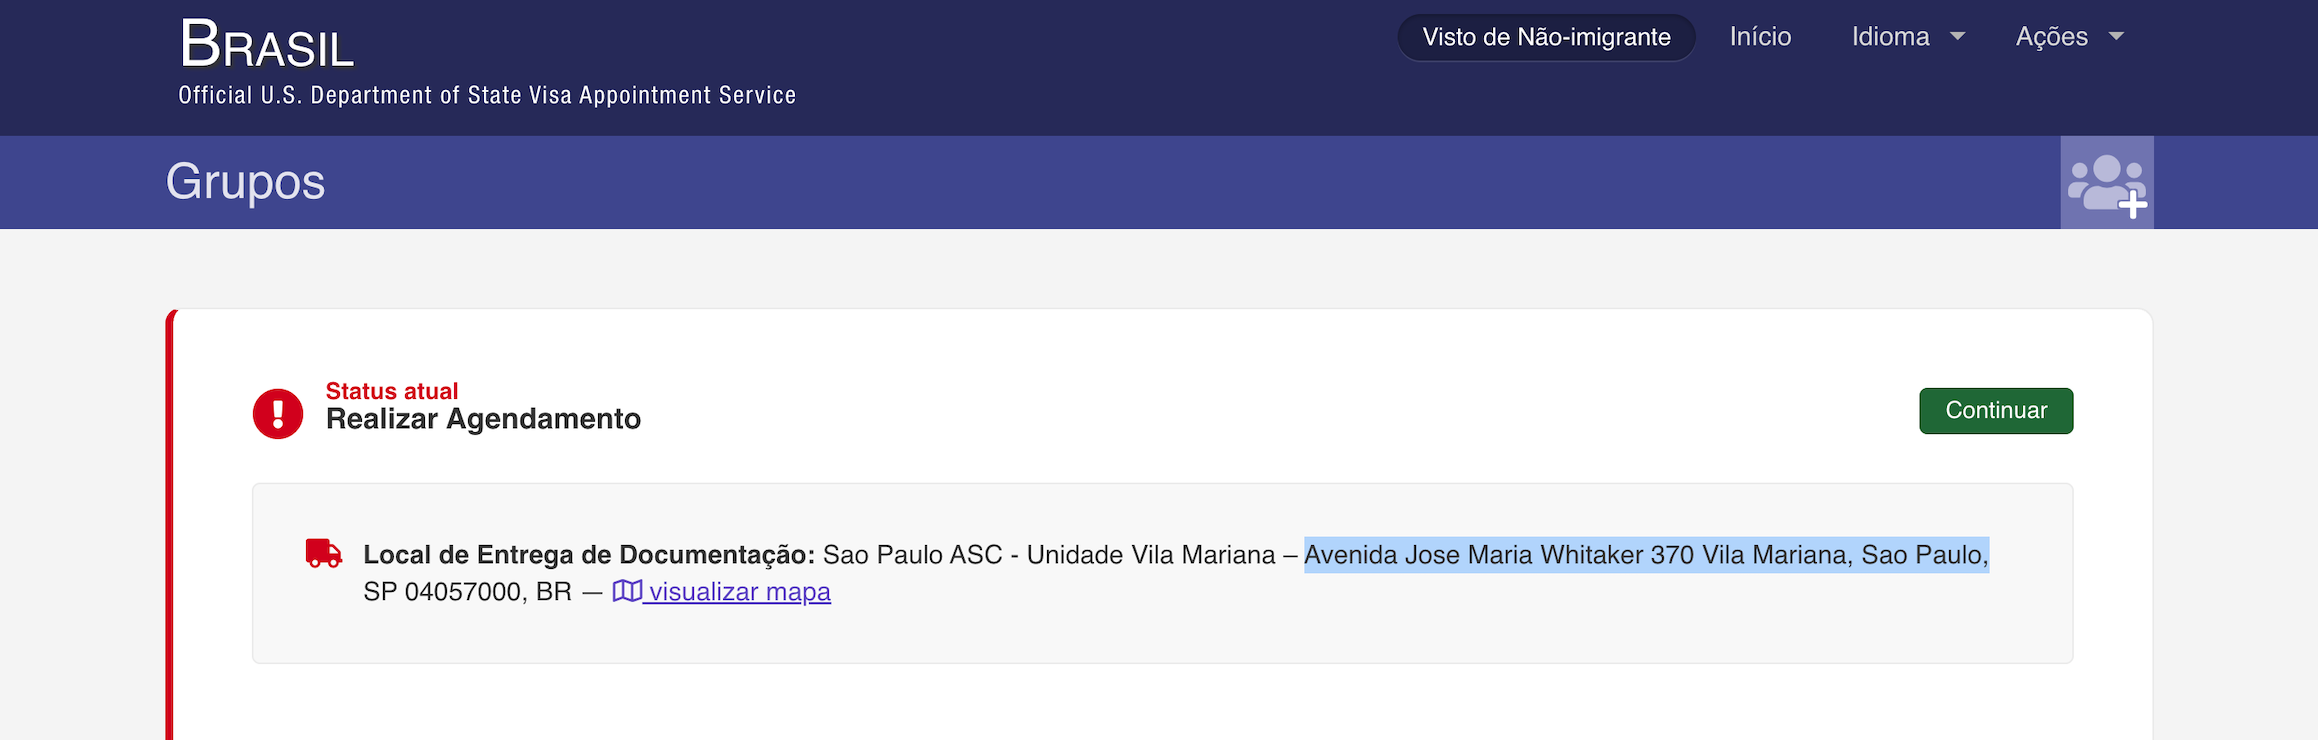 BRASIL
Official U.S. Department of State Visa Appointment Service
Visto de Não-imigrante
Início
Idioma
Ações
Grupos
Status atual
Realizar Agendamento
Continuar
Local de Entrega de Documentação: Sao Paulo ASC - Unidade Vila Mariana – Avenida Jose Maria Whitaker 370 Vila Mariana, Sao Paulo,
SP 04057000, BR — visualizar mapa